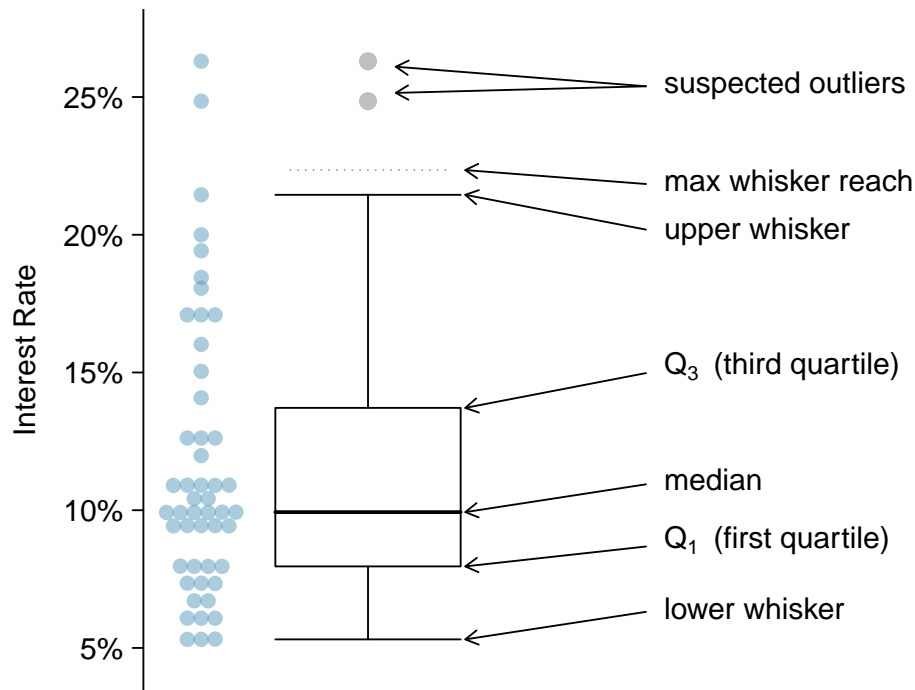 Interest Rate
25%
20%
15%
10%
5%
suspected outliers
max whisker reach
upper whisker
Q₃ (third quartile)
median
Q₁ (first quartile)
lower whisker